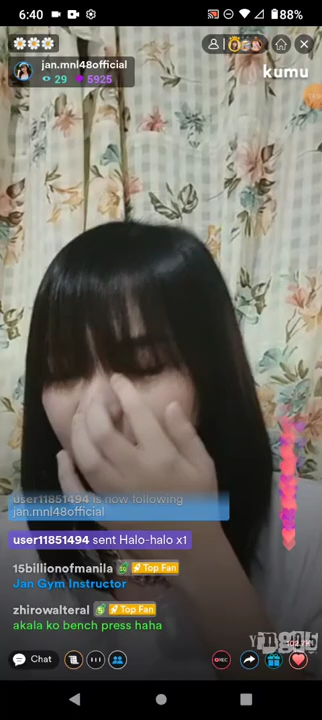 6:40
88%
jan.mnl48official
29 5925
kumu
user11851494 is now following
jan.mnl48official
user11851494 sent Halo-halo x1
15billionofmanila Top Fan
Jan Gym Instructor
zhirowalteral Top Fan
akala ko bench press haha
Chat
REC